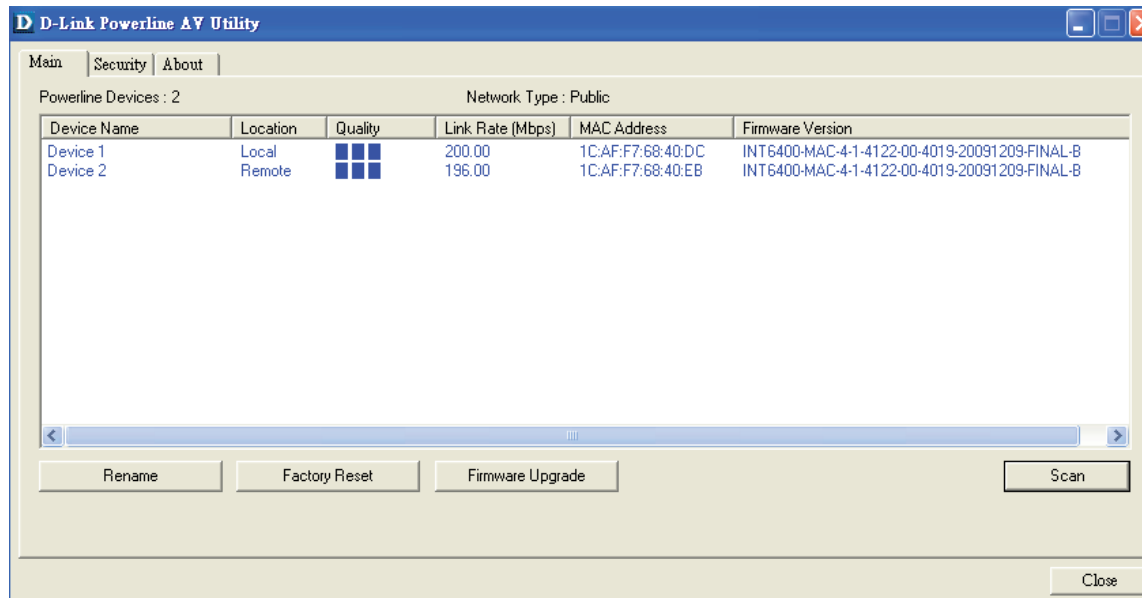 D D-Link Powerline AV Utility
Main Security About
Powerline Devices : 2 Network Type : Public
Device Name Location Quality Link Rate (Mbps) MAC Address Firmware Version
Device 1 Local 200.00 1C:AF:F7:68:40:DC INT6400-MAC-4-1-4122-00-4019-20091209-FINAL-B
Device 2 Remote 196.00 1C:AF:F7:68:40:EB INT6400-MAC-4-1-4122-00-4019-20091209-FINAL-B
Rename Factory Reset Firmware Upgrade Scan
Close